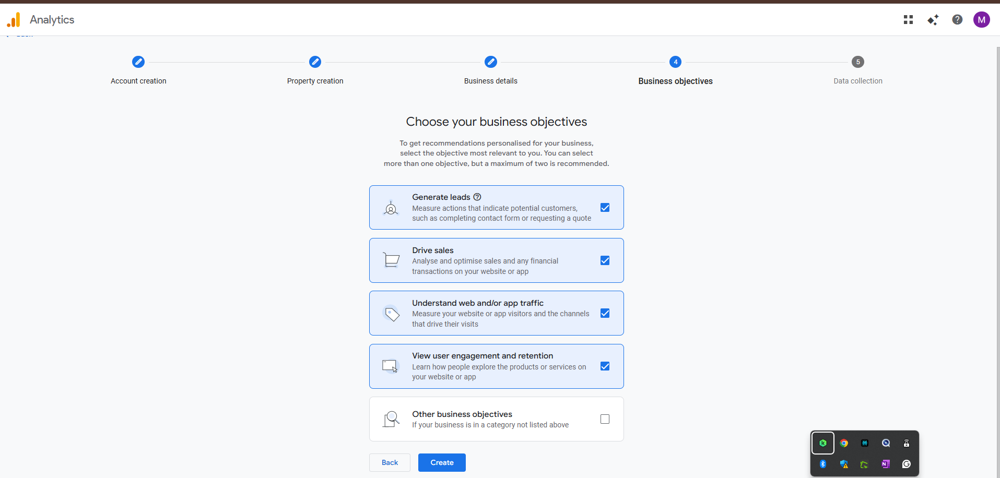 Analytics
M
4
5
Account creation
Property creation
Business details
Business objectives
Data collection
Choose your business objectives
To get recommendations personalised for your business,
select the objective most relevant to you. You can select
more than one objective, but a maximum of two is recommended.
Generate leads
Measure actions that indicate potential customers,
such as completing contact form or requesting a quote
Drive sales
Analyse and optimise sales and any financial
transactions on your website or app
Understand web and/or app traffic
Measure your website or app visitors and the channels
that drive their visits
View user engagement and retention
Learn how people explore the products or services on
your website or app
Other business objectives
If your business is in a category not listed above
Back
Create